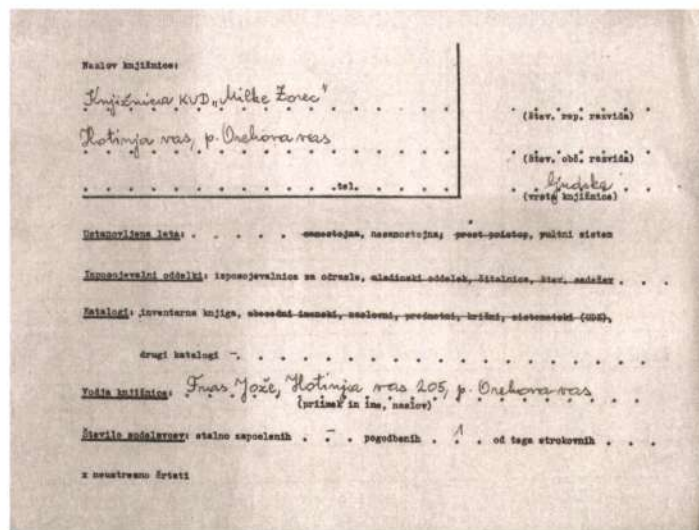 Naslov knjižnice:
Knjižnica KUD „Milke Zorec"
(štev. rep. razvida)
Hotinja vas, p. Orehova vas
(štev. obč. razvida)
tel.
ljudska
(vrsta knjižnice)
Ustanovljena leta: samostojna, nesamostojna; prost pristop, pultni sistem
Izposojevalni oddelki: izposojevalnica za odrasle, mladinski oddelek, čitalnica, štev. sedežev
Katalogi: inventarna knjiga, abecedni imenski, naslovni, predmetni, križni, sistematski (UDK),
drugi katalogi -
Vodja knjižnice: Fras Jože, Hotinja vas 205, p. Orehova vas
(priimek in ime, naslov)
Število sodelavcev: stalno zaposlenih - pogodbenih 1 od tega strokovnih
x neustrezno črtati